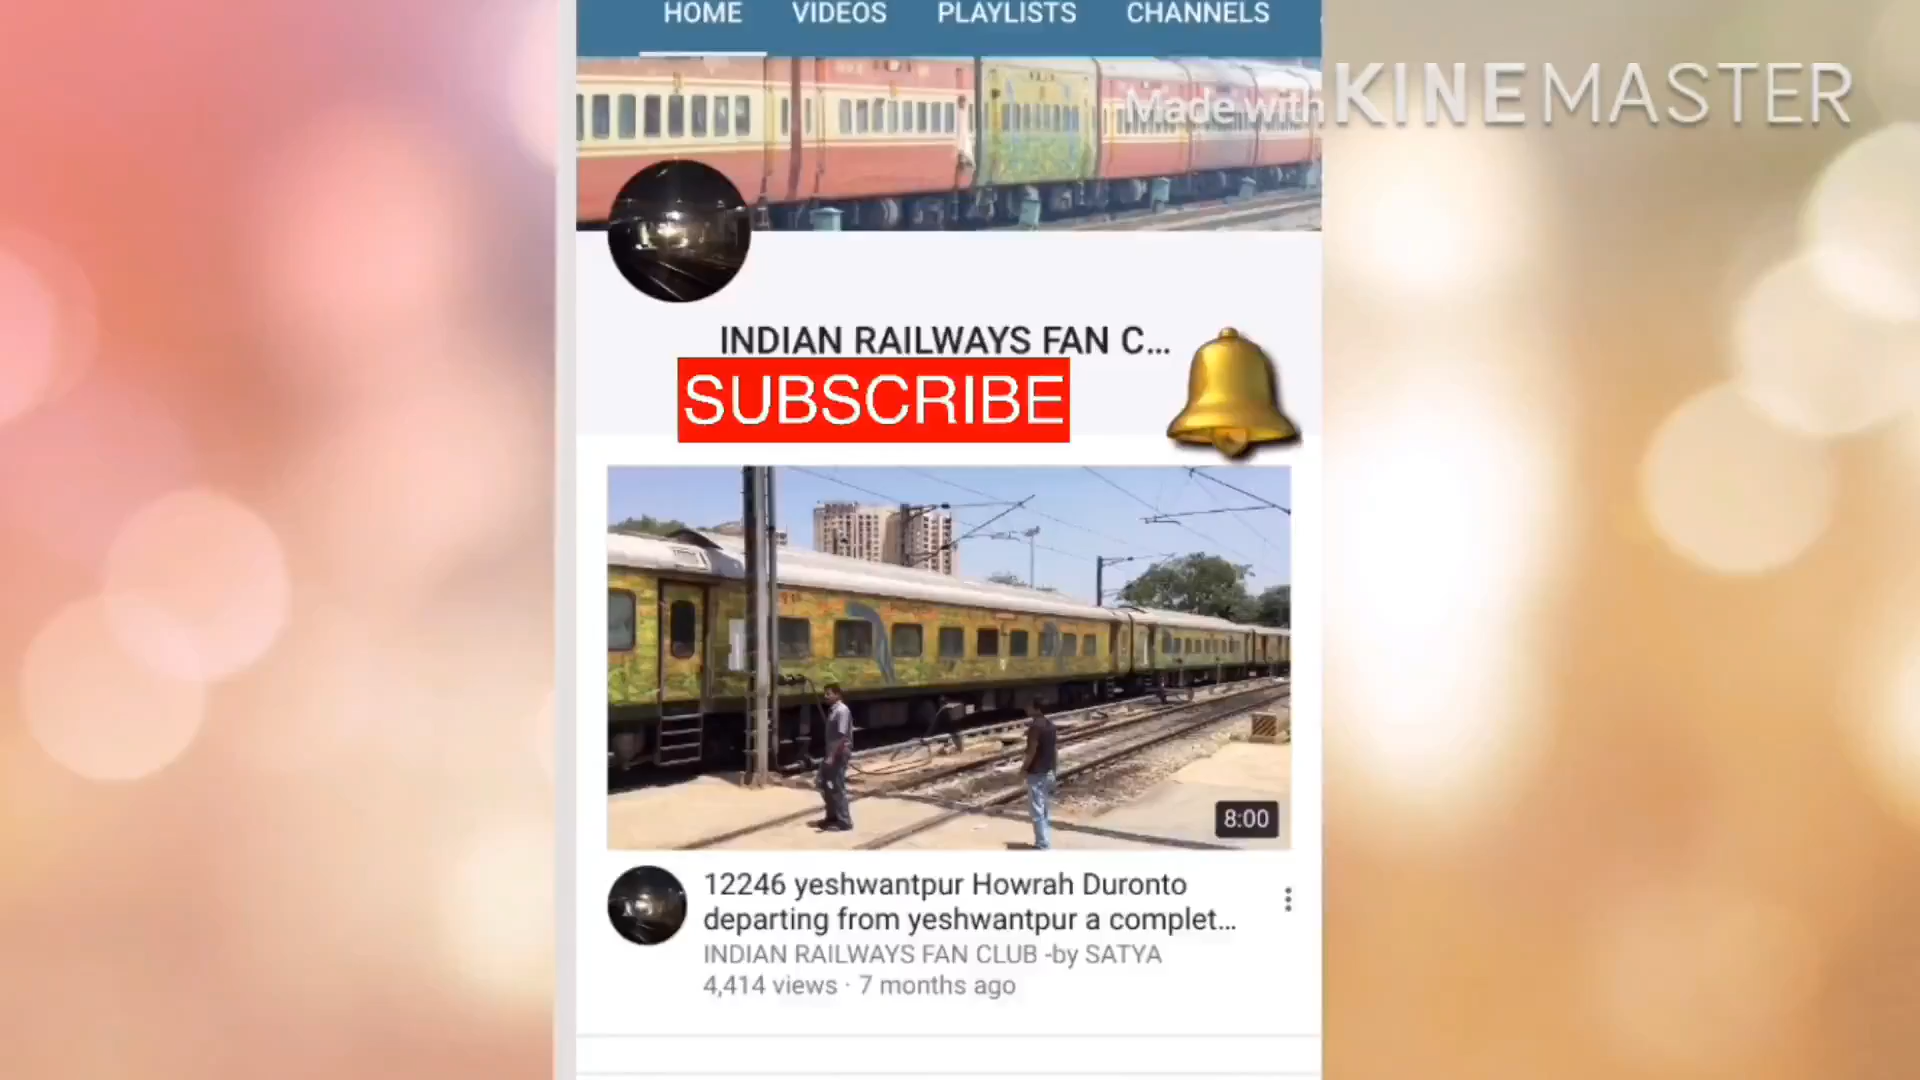 HOME VIDEOS PLAYLISTS CHANNELS
Made with KINEMASTER
INDIAN RAILWAYS FAN C...
SUBSCRIBE
8:00
12246 yeshwantpur Howrah Duronto
departing from yeshwantpur a complet...
INDIAN RAILWAYS FAN CLUB -by SATYA
4,414 views · 7 months ago